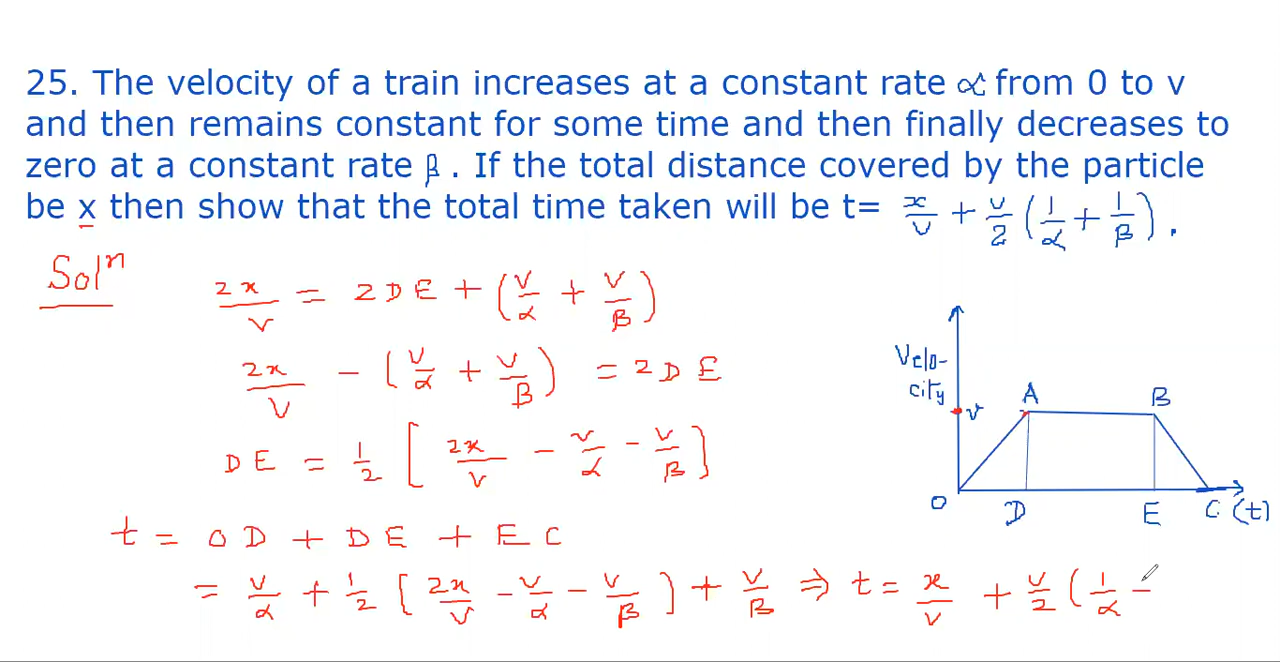 25. The velocity of a train increases at a constant rate α from 0 to v
and then remains constant for some time and then finally decreases to
zero at a constant rate β. If the total distance covered by the particle
be x then show that the total time taken will be t= x/v + v/2 (1/α + 1/β).
Solⁿ
2x/v = 2DE + (v/α + v/β)
2x/v - (v/α + v/β) = 2DE
DE = 1/2 [2x/v - v/α - v/β]
t = OD + DE + EC
= v/α + 1/2 [2x/v - v/α - v/β] + v/β ⇒ t = x/v + v/2 (1/α -
Velo-
city
v
A
B
O
D
E
C (t)